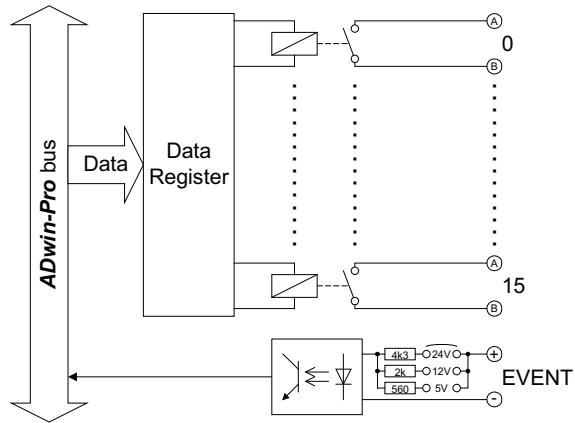 A
0
B
ADwin-Pro bus
Data
Data
Register
A
15
B
4k3 24V +
2k 12V EVENT
560 5V -